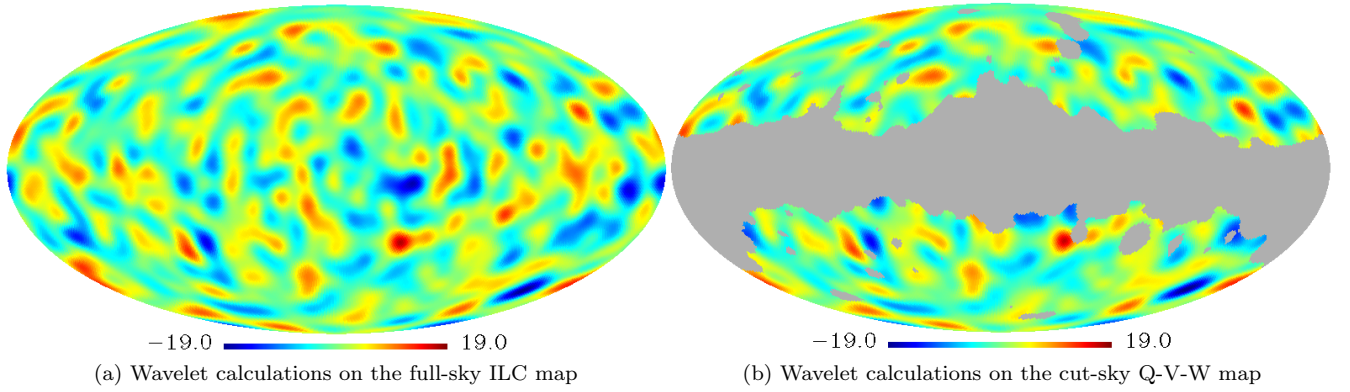 −19.0 19.0
−19.0 19.0
(a) Wavelet calculations on the full-sky ILC map
(b) Wavelet calculations on the cut-sky Q-V-W map